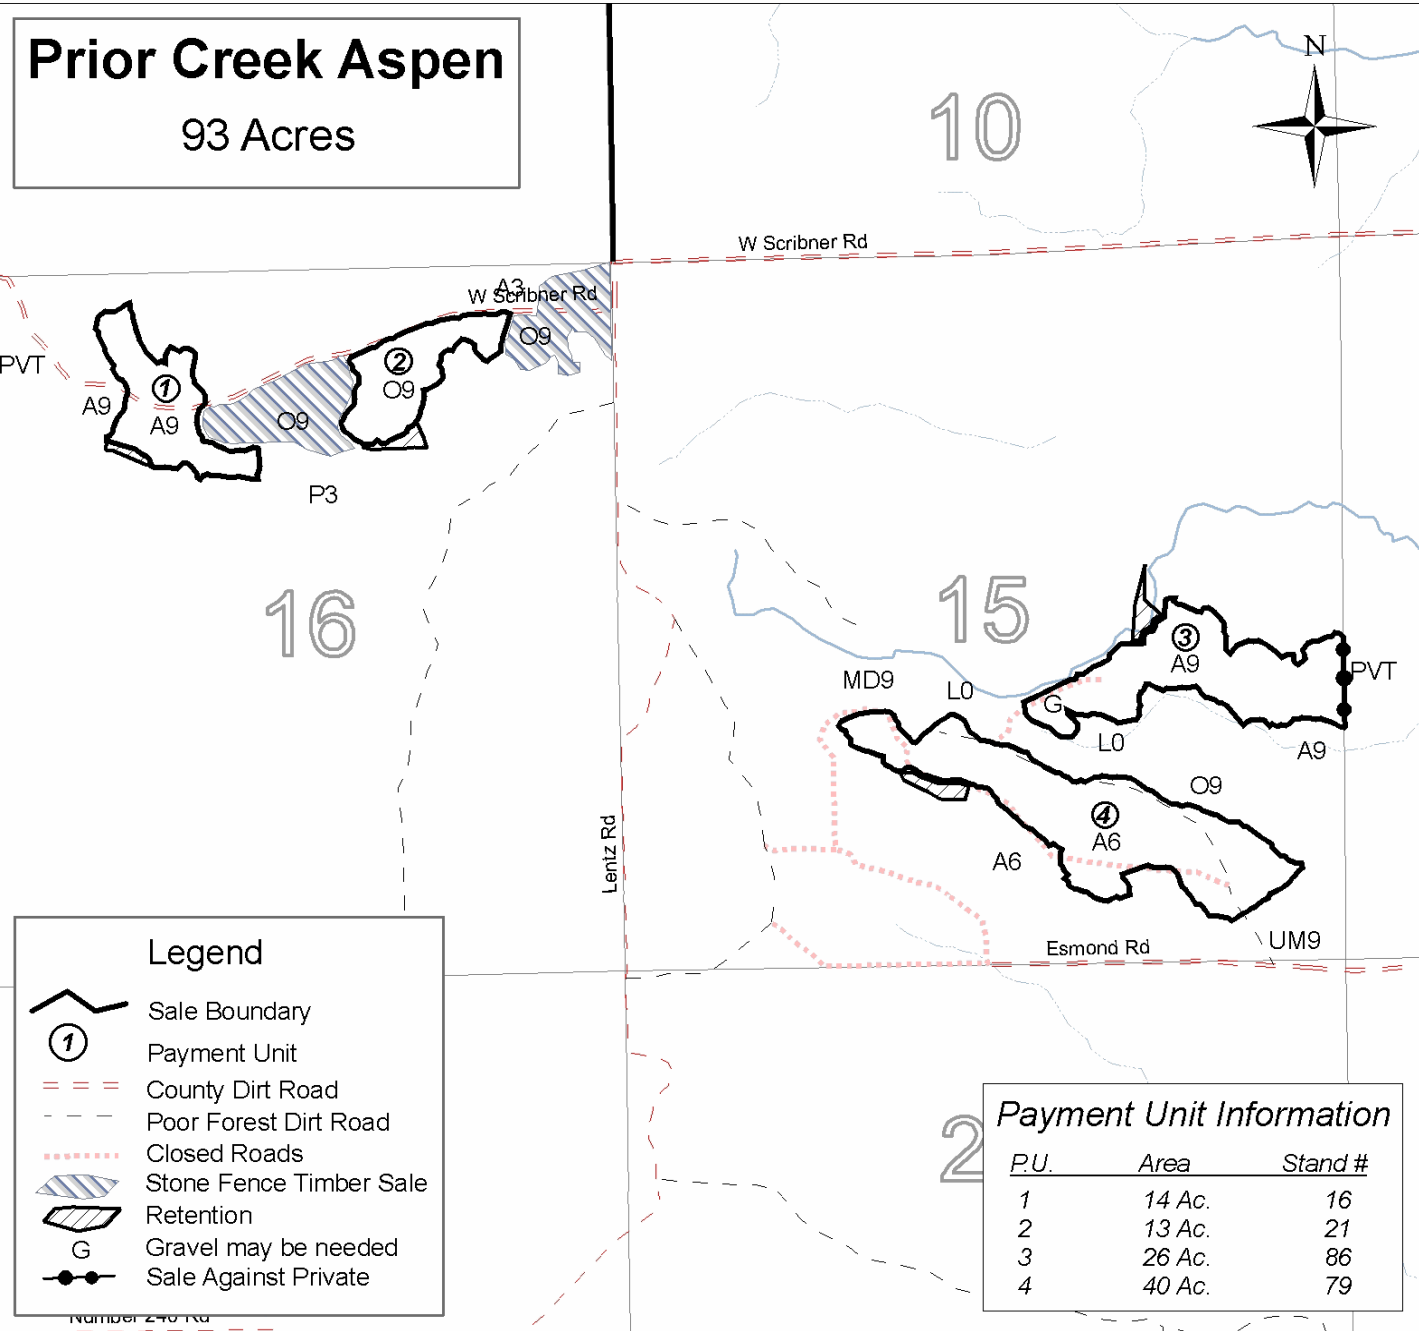 Prior Creek Aspen
93 Acres
N
10
W Scribner Rd
A3
W Scribner Rd
O9
PVT
1
2
O9
A9
A9
O9
P3
16
15
3
A9
PVT
MD9
L0
G
L0
A9
O9
4
A6
A6
Lentz Rd
Esmond Rd
UM9
Legend
Sale Boundary
1
Payment Unit
County Dirt Road
Poor Forest Dirt Road
Closed Roads
Stone Fence Timber Sale
Retention
G Gravel may be needed
Sale Against Private
2
Payment Unit Information
P.U. Area Stand #
1 14 Ac. 16
2 13 Ac. 21
3 26 Ac. 86
4 40 Ac. 79